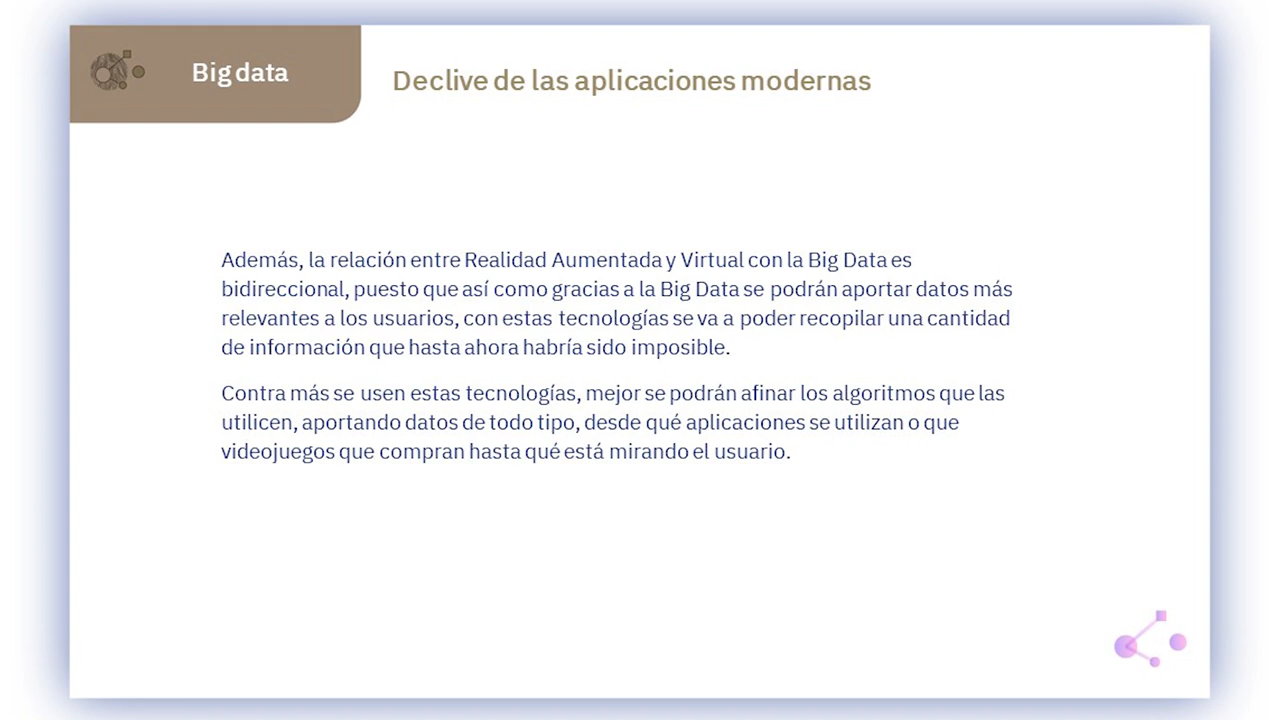 Big data
Declive de las aplicaciones modernas
Además, la relación entre Realidad Aumentada y Virtual con la Big Data es
bidireccional, puesto que así como gracias a la Big Data se podrán aportar datos más
relevantes a los usuarios, con estas tecnologías se va a poder recopilar una cantidad
de información que hasta ahora habría sido imposible.
Contra más se usen estas tecnologías, mejor se podrán afinar los algoritmos que las
utilicen, aportando datos de todo tipo, desde qué aplicaciones se utilizan o que
videojuegos que compran hasta qué está mirando el usuario.